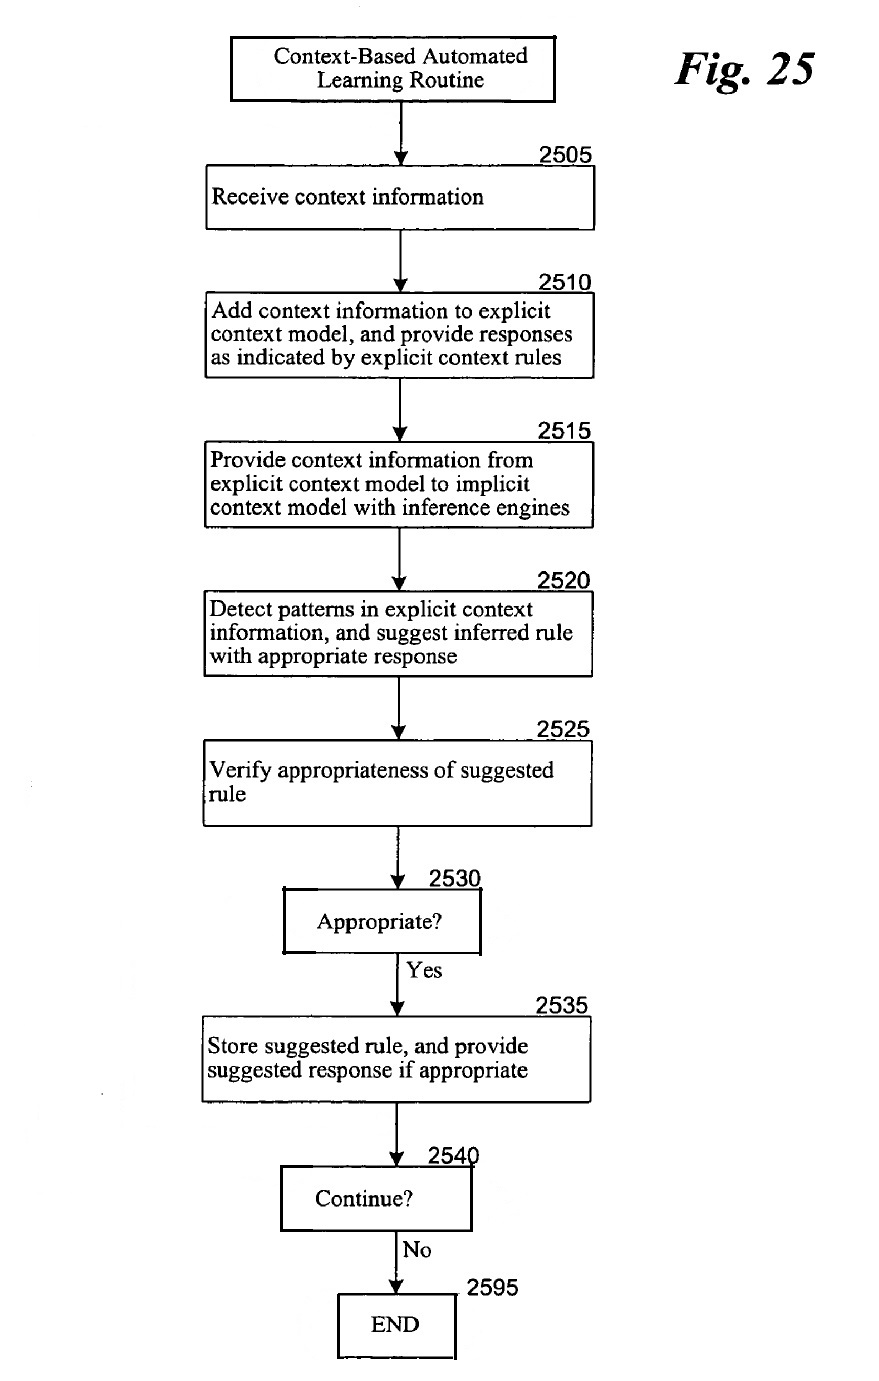 Context-Based Automated
Learning Routine
Fig. 25
2505
Receive context information
2510
Add context information to explicit
context model, and provide responses
as indicated by explicit context rules
2515
Provide context information from
explicit context model to implicit
context model with inference engines
2520
Detect patterns in explicit context
information, and suggest inferred rule
with appropriate response
2525
Verify appropriateness of suggested
rule
2530
Appropriate?
Yes
2535
Store suggested rule, and provide
suggested response if appropriate
2540
Continue?
No
2595
END